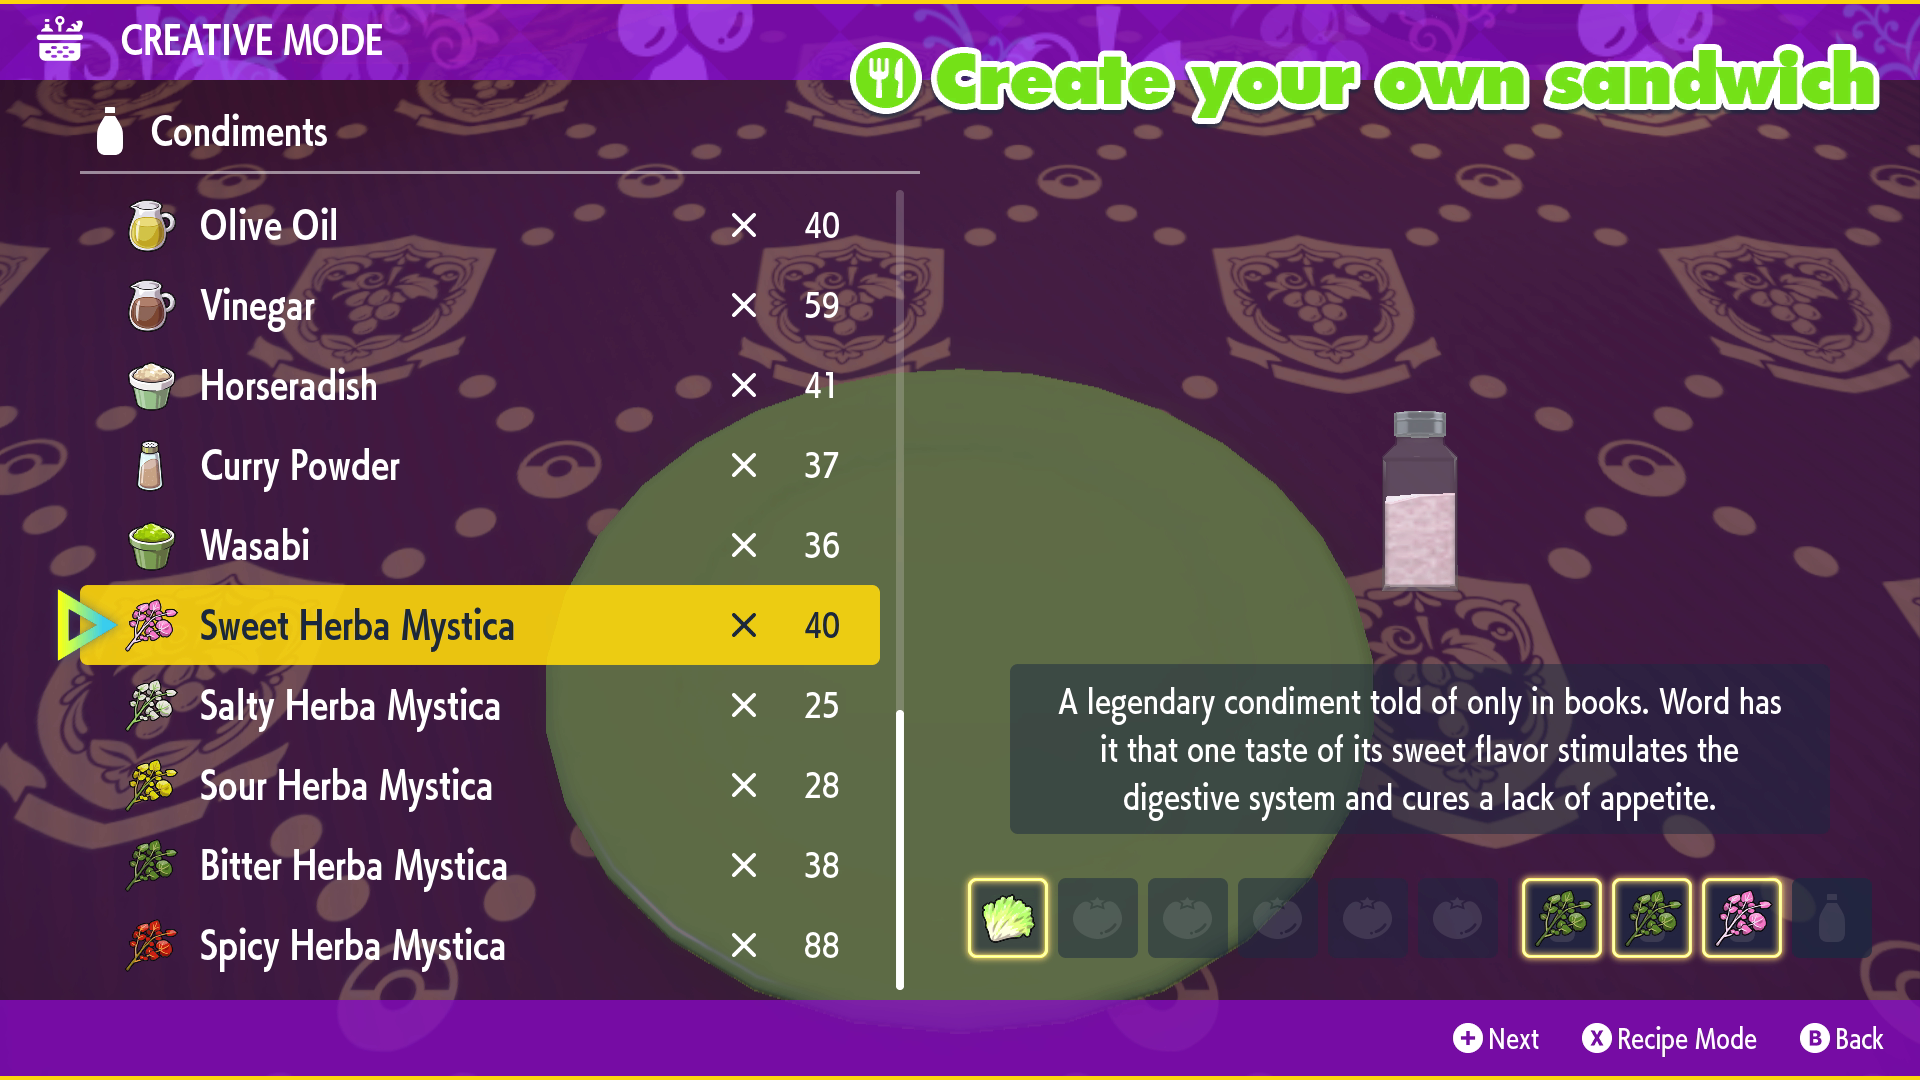 CREATIVE MODE
Create your own sandwich
Condiments
Olive Oil × 40
Vinegar × 59
Horseradish × 41
Curry Powder × 37
Wasabi × 36
Sweet Herba Mystica × 40
Salty Herba Mystica × 25
Sour Herba Mystica × 28
Bitter Herba Mystica × 38
Spicy Herba Mystica × 88
A legendary condiment told of only in books. Word has
it that one taste of its sweet flavor stimulates the
digestive system and cures a lack of appetite.
+ Next X Recipe Mode B Back